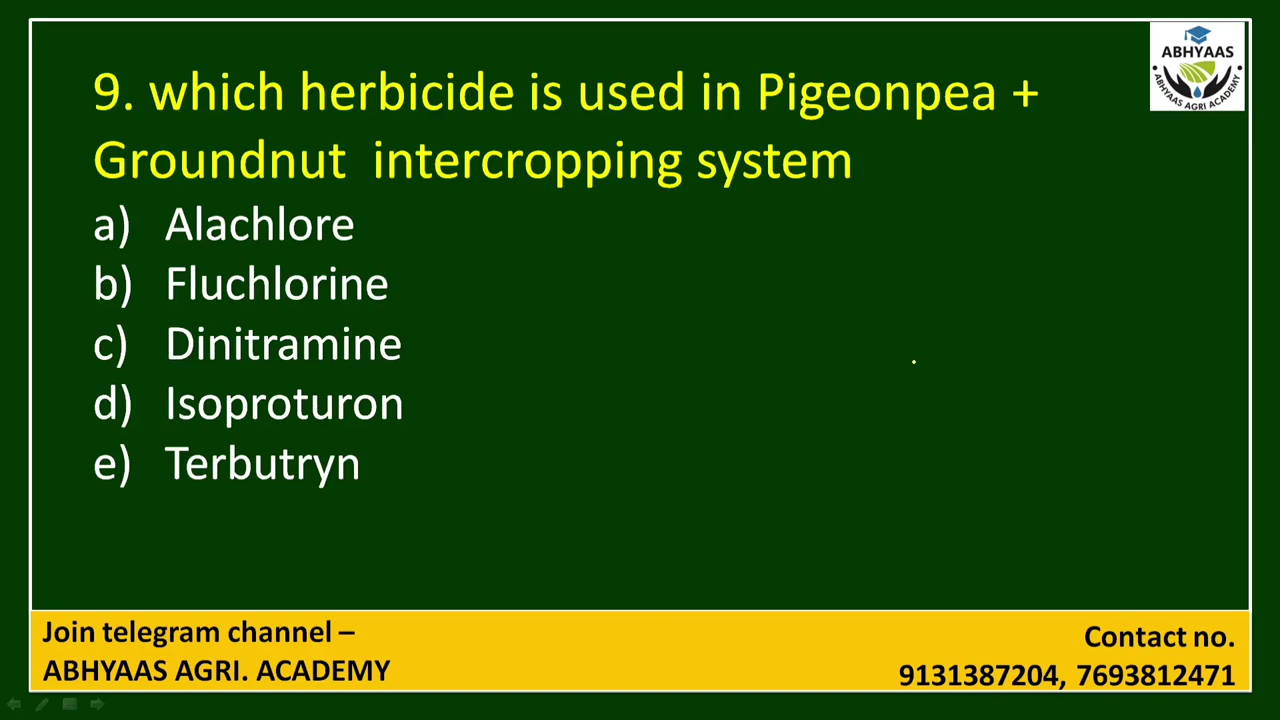 ABHYAAS
ABHYAAS AGRI ACADEMY
9. which herbicide is used in Pigeonpea +
Groundnut intercropping system
a) Alachlore
b) Fluchlorine
c) Dinitramine
d) Isoproturon
e) Terbutryn
Join telegram channel –
ABHYAAS AGRI. ACADEMY
Contact no.
9131387204, 7693812471